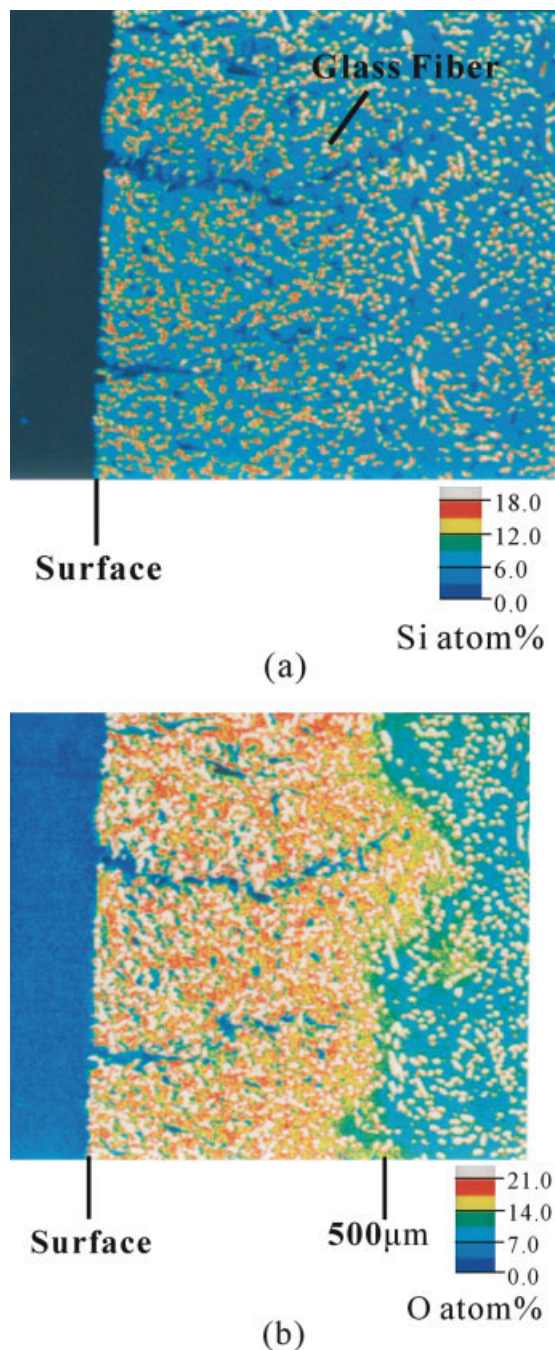 Glass Fiber
Surface
18.0
12.0
6.0
0.0
Si atom%
(a)
Surface
500μm
21.0
14.0
7.0
0.0
O atom%
(b)